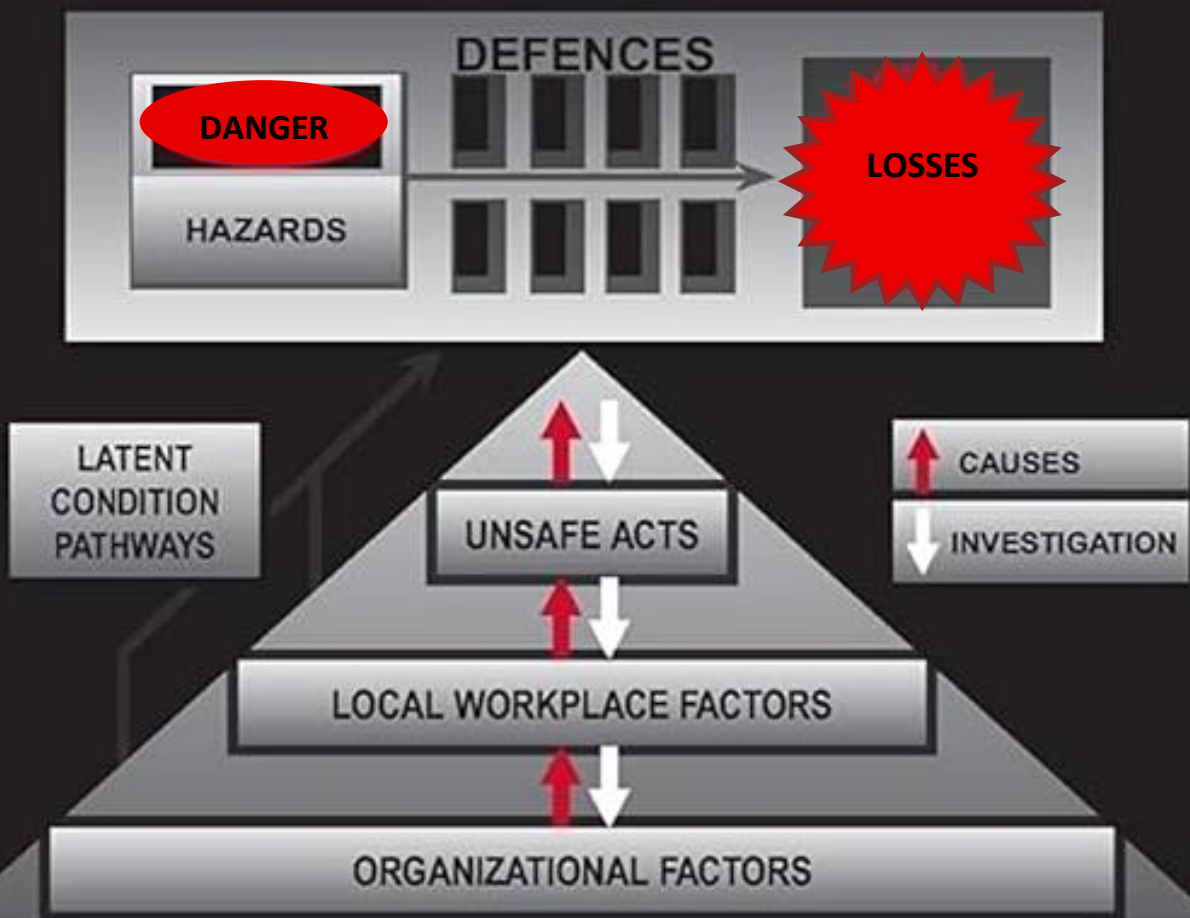 DEFENCES
DANGER
HAZARDS
LOSSES
LATENT
CONDITION
PATHWAYS
CAUSES
INVESTIGATION
UNSAFE ACTS
LOCAL WORKPLACE FACTORS
ORGANIZATIONAL FACTORS